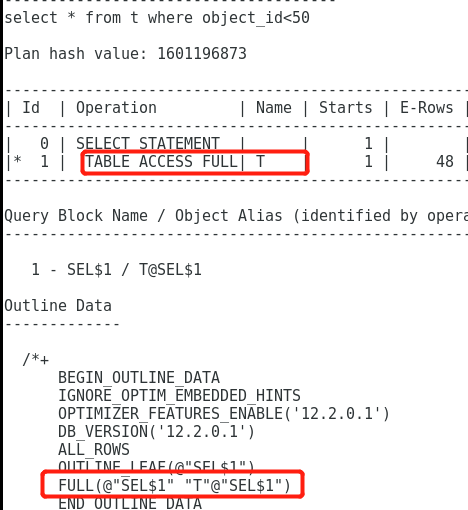 -------------------------------------
select * from t where object_id<50
Plan hash value: 1601196873
----------------------------------------------------
| Id  | Operation         | Name | Starts | E-Rows |
----------------------------------------------------
|   0 | SELECT STATEMENT  |      |      1 |        |
|*  1 |  TABLE ACCESS FULL| T    |      1 |     48 |
----------------------------------------------------
Query Block Name / Object Alias (identified by opera
----------------------------------------------------
   1 - SEL$1 / T@SEL$1
Outline Data
-------------
  /*+
      BEGIN_OUTLINE_DATA
      IGNORE_OPTIM_EMBEDDED_HINTS
      OPTIMIZER_FEATURES_ENABLE('12.2.0.1')
      DB_VERSION('12.2.0.1')
      ALL_ROWS
      OUTLINE_LEAF(@"SEL$1")
      FULL(@"SEL$1" "T"@"SEL$1")
      END_OUTLINE_DATA